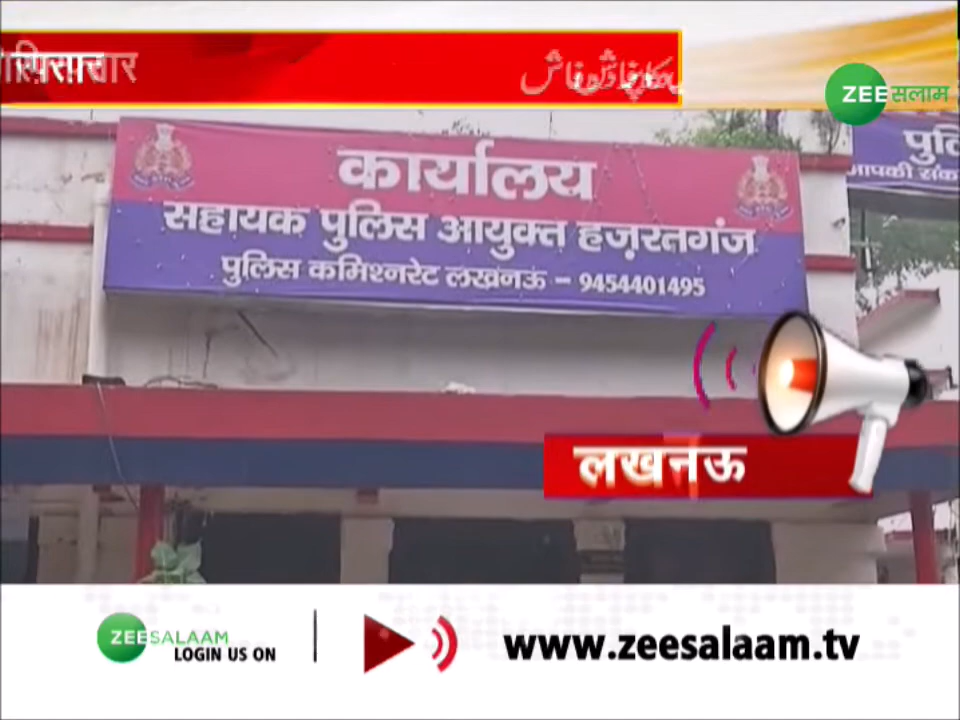 ZEE सलाम
कार्यालय
सहायक पुलिस आयुक्त हज़रतगंज
पुलिस कमिश्नरेट लखनऊ - 9454401495
आपकी
लखनऊ
ZEE SALAAM
LOGIN US ON
www.zeesalaam.tv